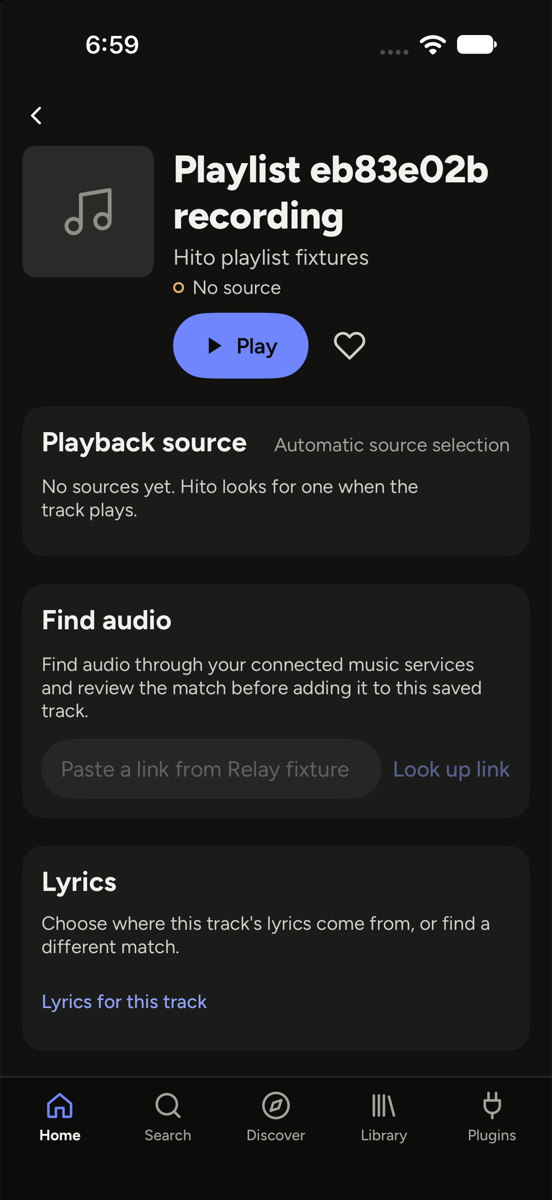 6:59
Playlist eb83e02b
recording
Hito playlist fixtures
No source
Play
Playback source
Automatic source selection
No sources yet. Hito looks for one when the
track plays.
Find audio
Find audio through your connected music services
and review the match before adding it to this saved
track.
Paste a link from Relay fixture
Look up link
Lyrics
Choose where this track's lyrics come from, or find a
different match.
Lyrics for this track
Home
Search
Discover
Library
Plugins